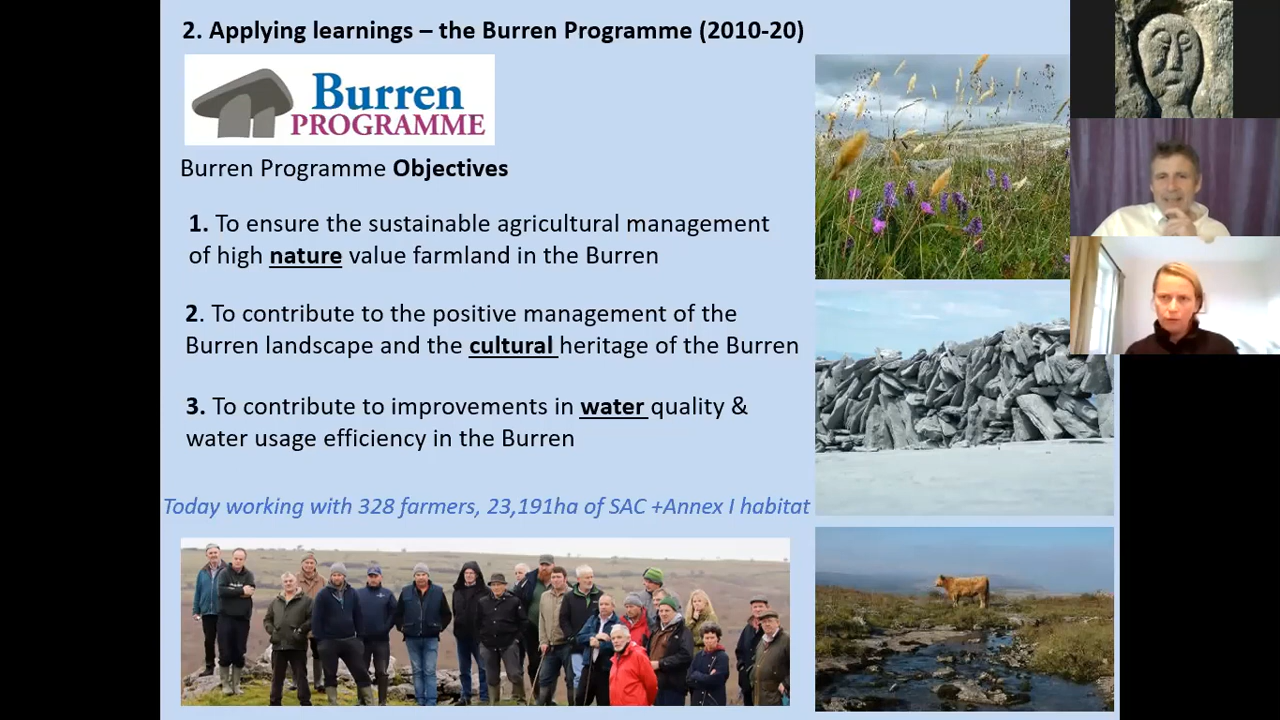 2. Applying learnings – the Burren Programme (2010-20)
Burren
PROGRAMME
Burren Programme Objectives
1. To ensure the sustainable agricultural management
of high nature value farmland in the Burren
2. To contribute to the positive management of the
Burren landscape and the cultural heritage of the Burren
3. To contribute to improvements in water quality &
water usage efficiency in the Burren
Today working with 328 farmers, 23,191ha of SAC +Annex I habitat